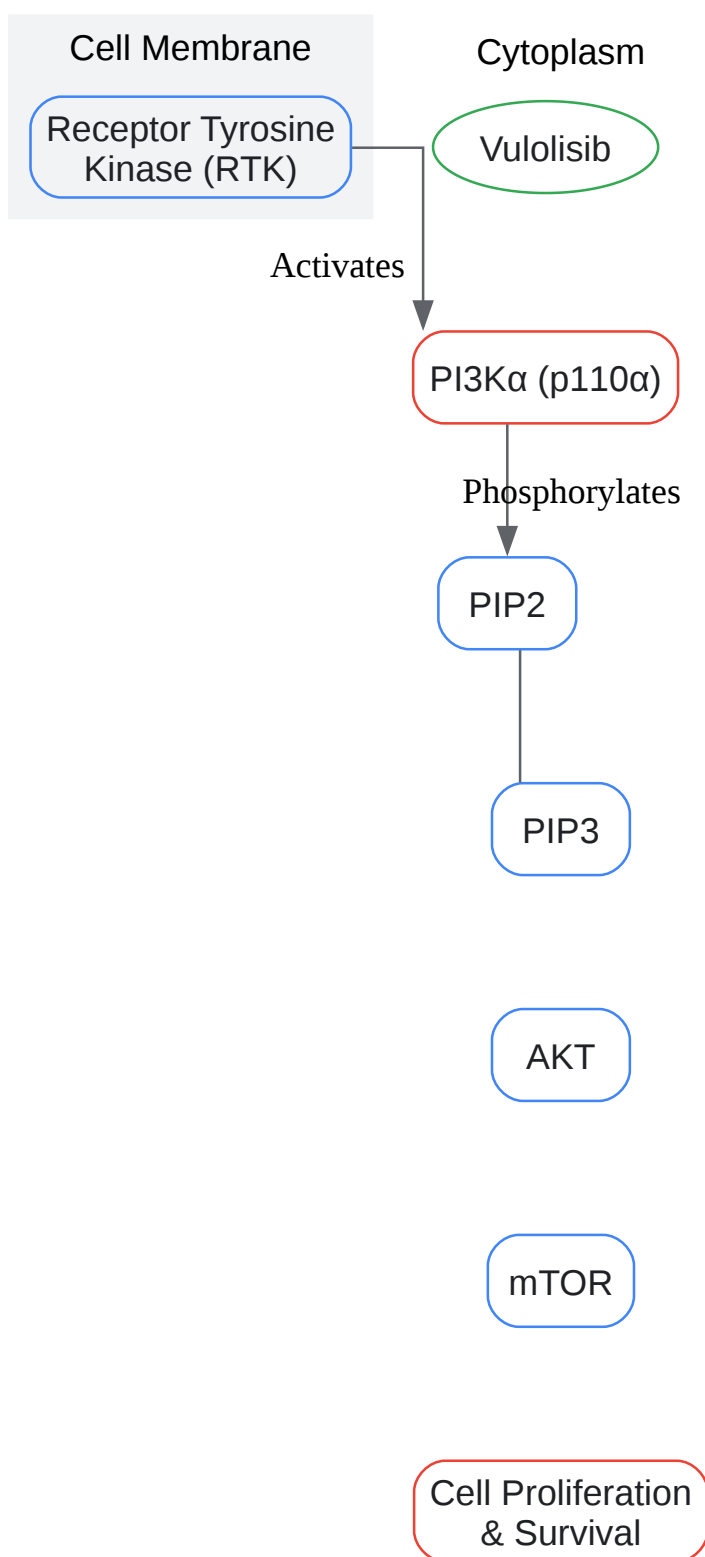 Cell Membrane
Cytoplasm
Receptor Tyrosine
Kinase (RTK)
Vulolisib
Activates
PI3Kα (p110α)
Phosphorylates
PIP2
PIP3
AKT
mTOR
Cell Proliferation
& Survival